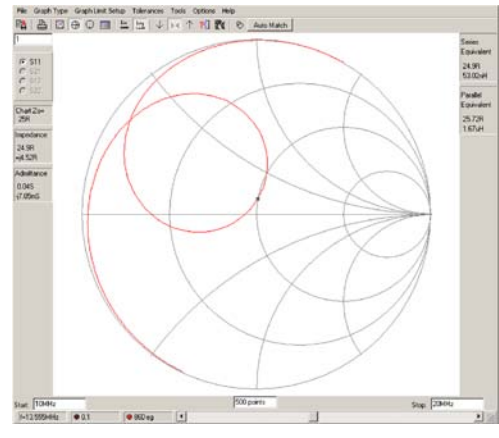 File Graph Type Graph Limit Setup Tolerances Tools Options Help
Auto Match
1
S11
S21
S12
S22
Chart Zo=
25R
Impedance
24.9R
+j4.52R
Admittance
0.04S
-j7.05mS
Series
Equivalent
24.9R
53.02nH
Parallel
Equivalent
25.72R
1.67uH
Start 10MHz
500 points
Stop 20MHz
f=13.555MHz
0.1
86Deg